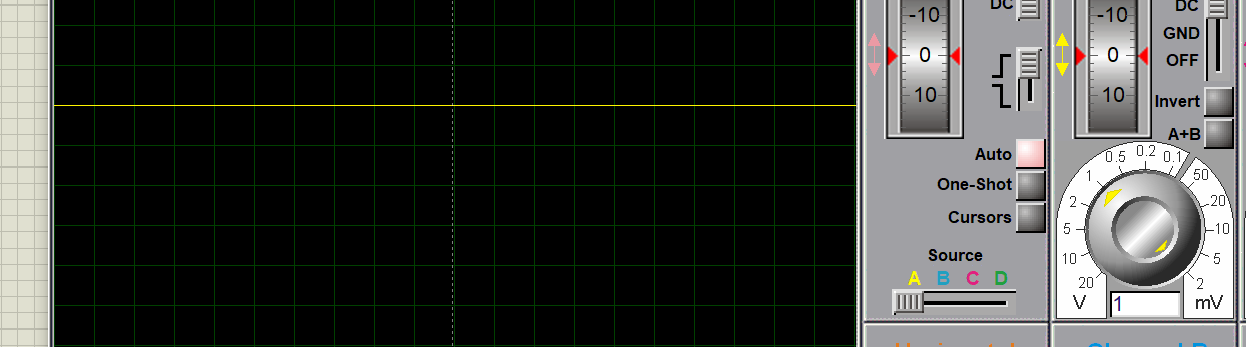 DC
-10
0
10
Auto
One-Shot
Cursors
Source
A B C D
-10
0
10
DC
GND
OFF
Invert
A+B
0.2
0.5 0.1
1 50
2 20
5 10
10 5
20 2
V 1 mV